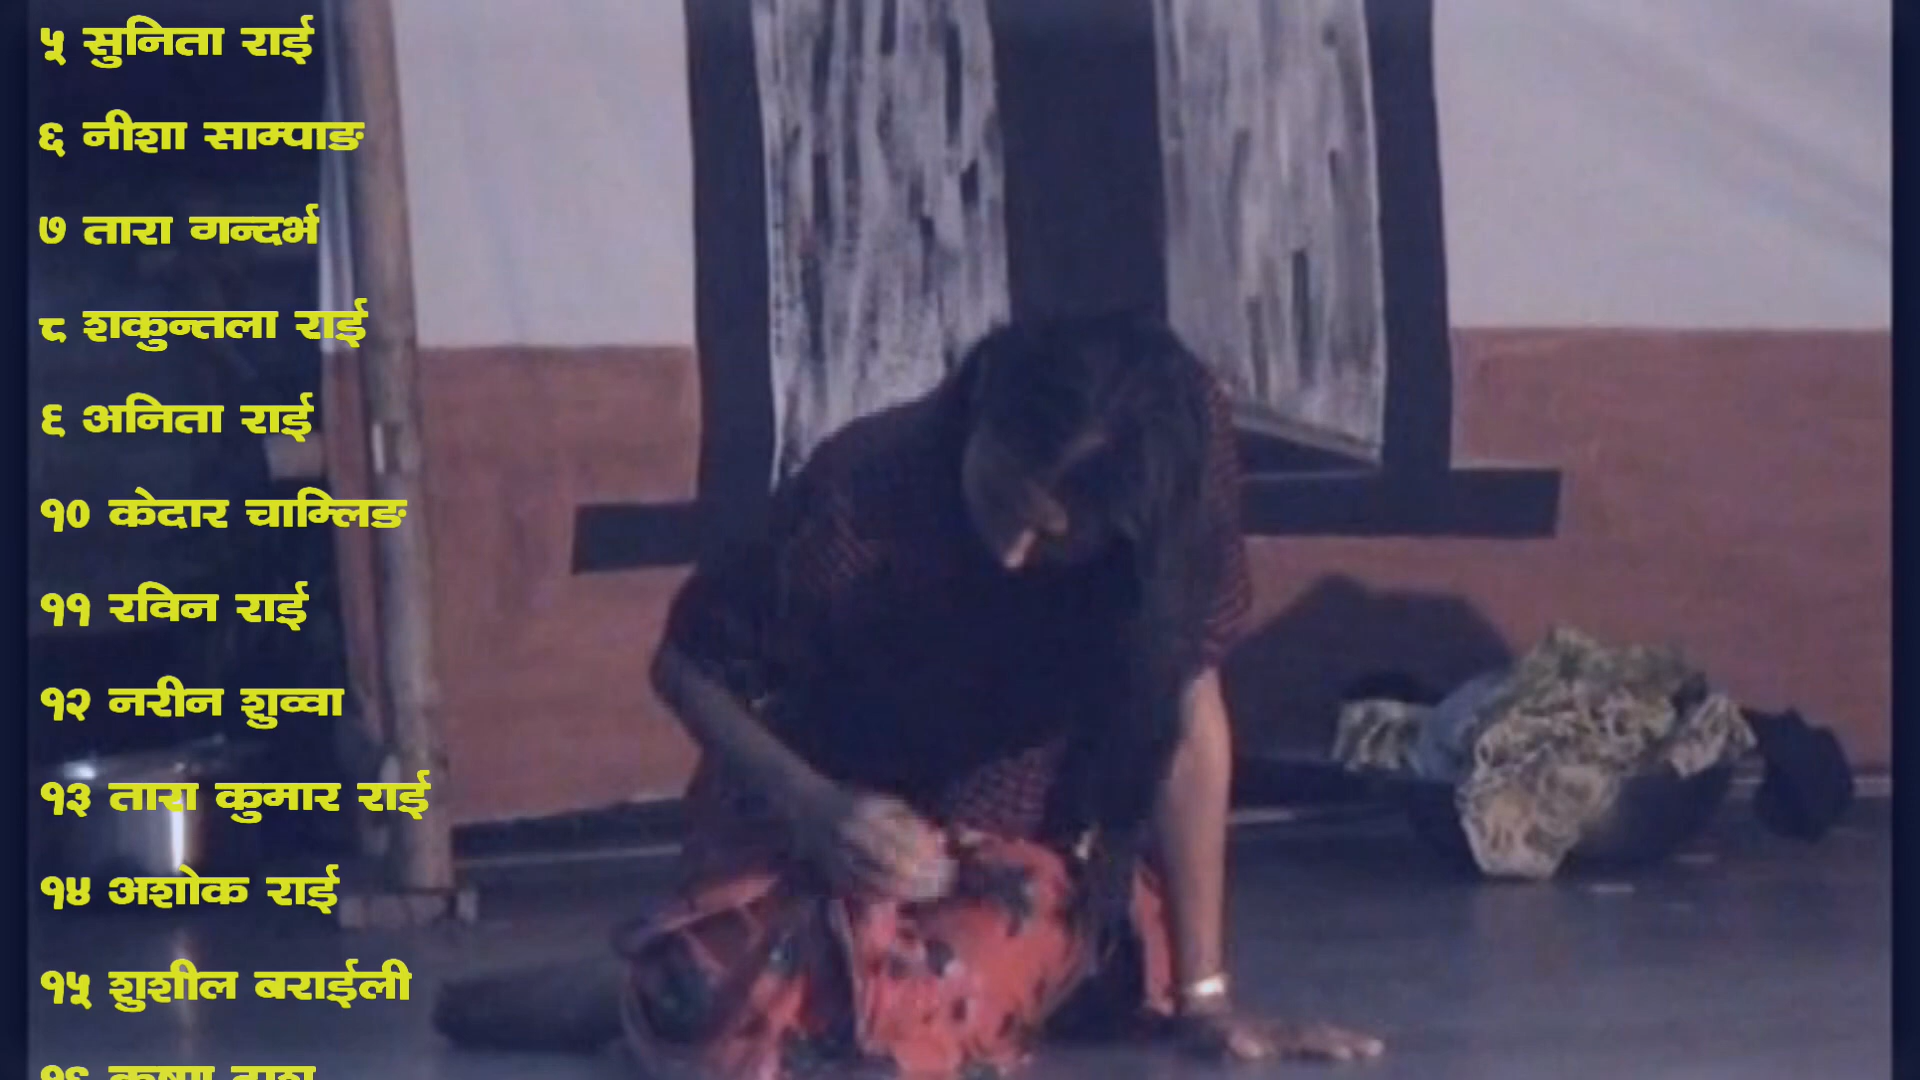 ५ सुनिता राई
६ नीशा साम्पाङ
७ तारा गन्दर्भ
८ शकुन्तला राई
९ अनिता राई
१० केदार चाम्लिङ
११ रविन राई
१२ नरीन शुव्वा
१३ तारा कुमार राई
१४ अशोक राई
१५ शुशील बराईली
१६